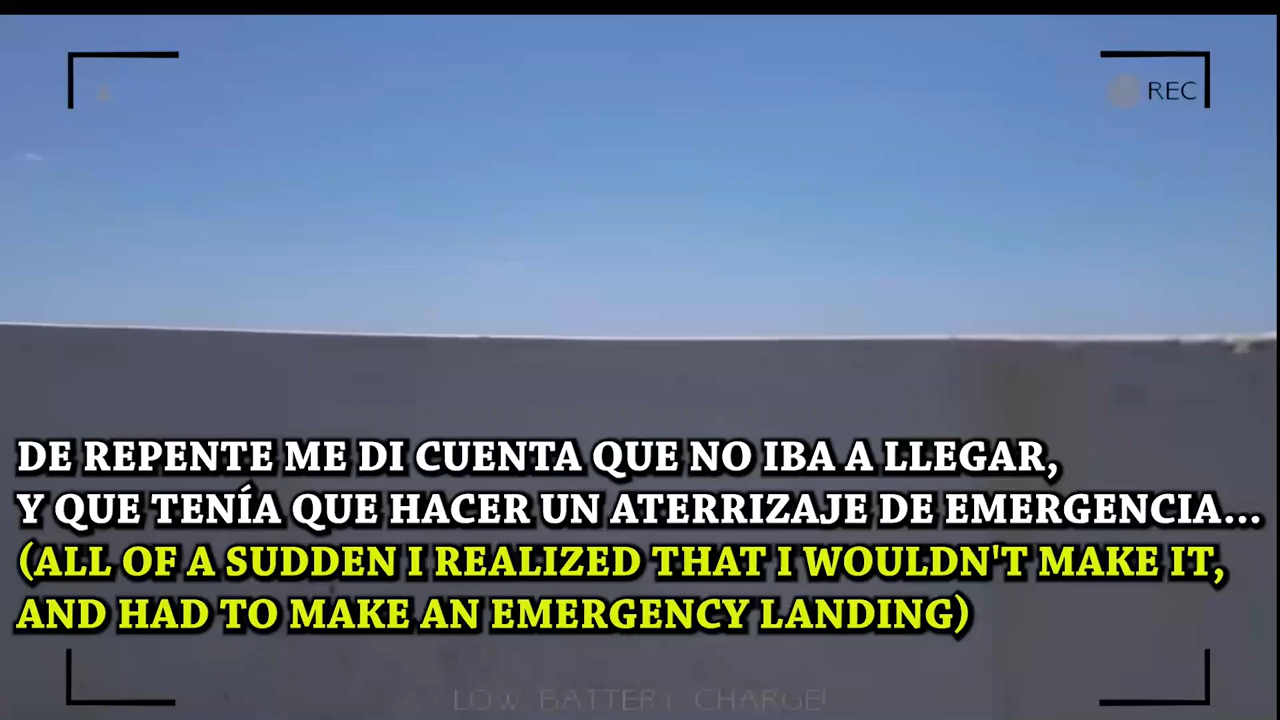 REC
DE REPENTE ME DI CUENTA QUE NO IBA A LLEGAR,
Y QUE TENÍA QUE HACER UN ATERRIZAJE DE EMERGENCIA...
(ALL OF A SUDDEN I REALIZED THAT I WOULDN'T MAKE IT,
AND HAD TO MAKE AN EMERGENCY LANDING)
LOW BATTERY CHARGE!